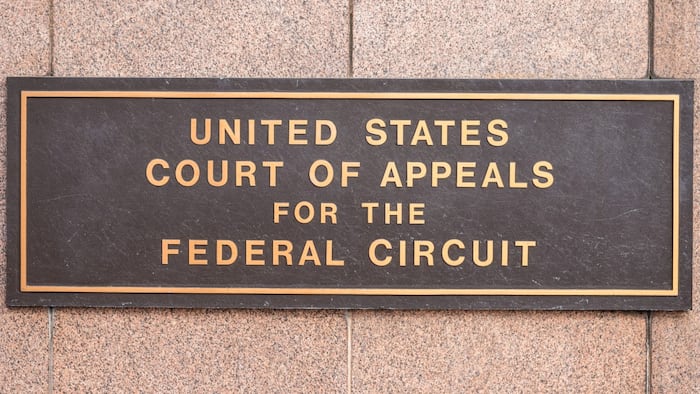 UNITED STATES
COURT OF APPEALS
FOR THE
FEDERAL CIRCUIT